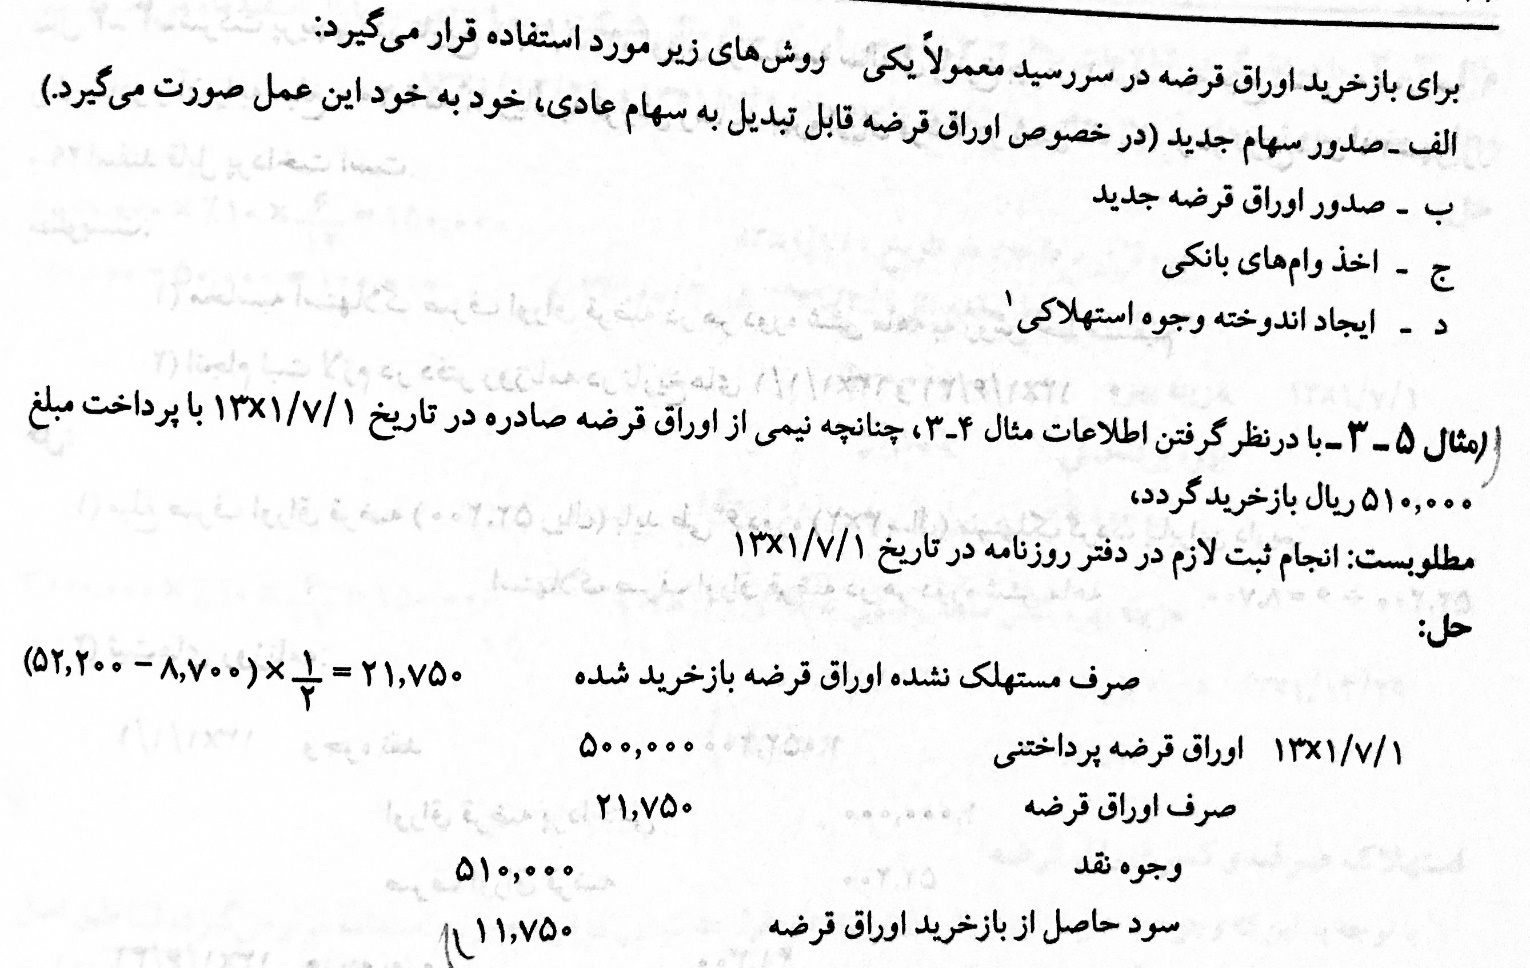 برای بازخرید اوراق قرضه در سررسید معمولاً یکی روش‌های زیر مورد استفاده قرار می‌گیرد:
الف ـ صدور سهام جدید (در خصوص اوراق قرضه قابل تبدیل به سهام عادی، خود به خود این عمل صورت می‌گیرد.)
ب ـ صدور اوراق قرضه جدید
ج ـ اخذ وام‌های بانکی
د ـ ایجاد اندوخته وجوه استهلاکی۱
مثال ۵ ـ ۳ ـ با درنظر گرفتن اطلاعات مثال ۴ـ۳، چنانچه نیمی از اوراق قرضه صادره در تاریخ ۱۳X۱/۷/۱ با پرداخت مبلغ
۵۱۰,۰۰۰ ریال بازخرید گردد،
مطلوبست: انجام ثبت لازم در دفتر روزنامه در تاریخ ۱۳X۱/۷/۱
حل:
صرف مستهلک نشده اوراق قرضه بازخرید شده (۵۲,۲۰۰ − ۸,۷۰۰) × ۱/۲ = ۲۱,۷۵۰
۱۳X۱/۷/۱ اوراق قرضه پرداختنی ۵۰۰,۰۰۰
صرف اوراق قرضه ۲۱,۷۵۰
وجوه نقد ۵۱۰,۰۰۰
سود حاصل از بازخرید اوراق قرضه ۱۱,۷۵۰